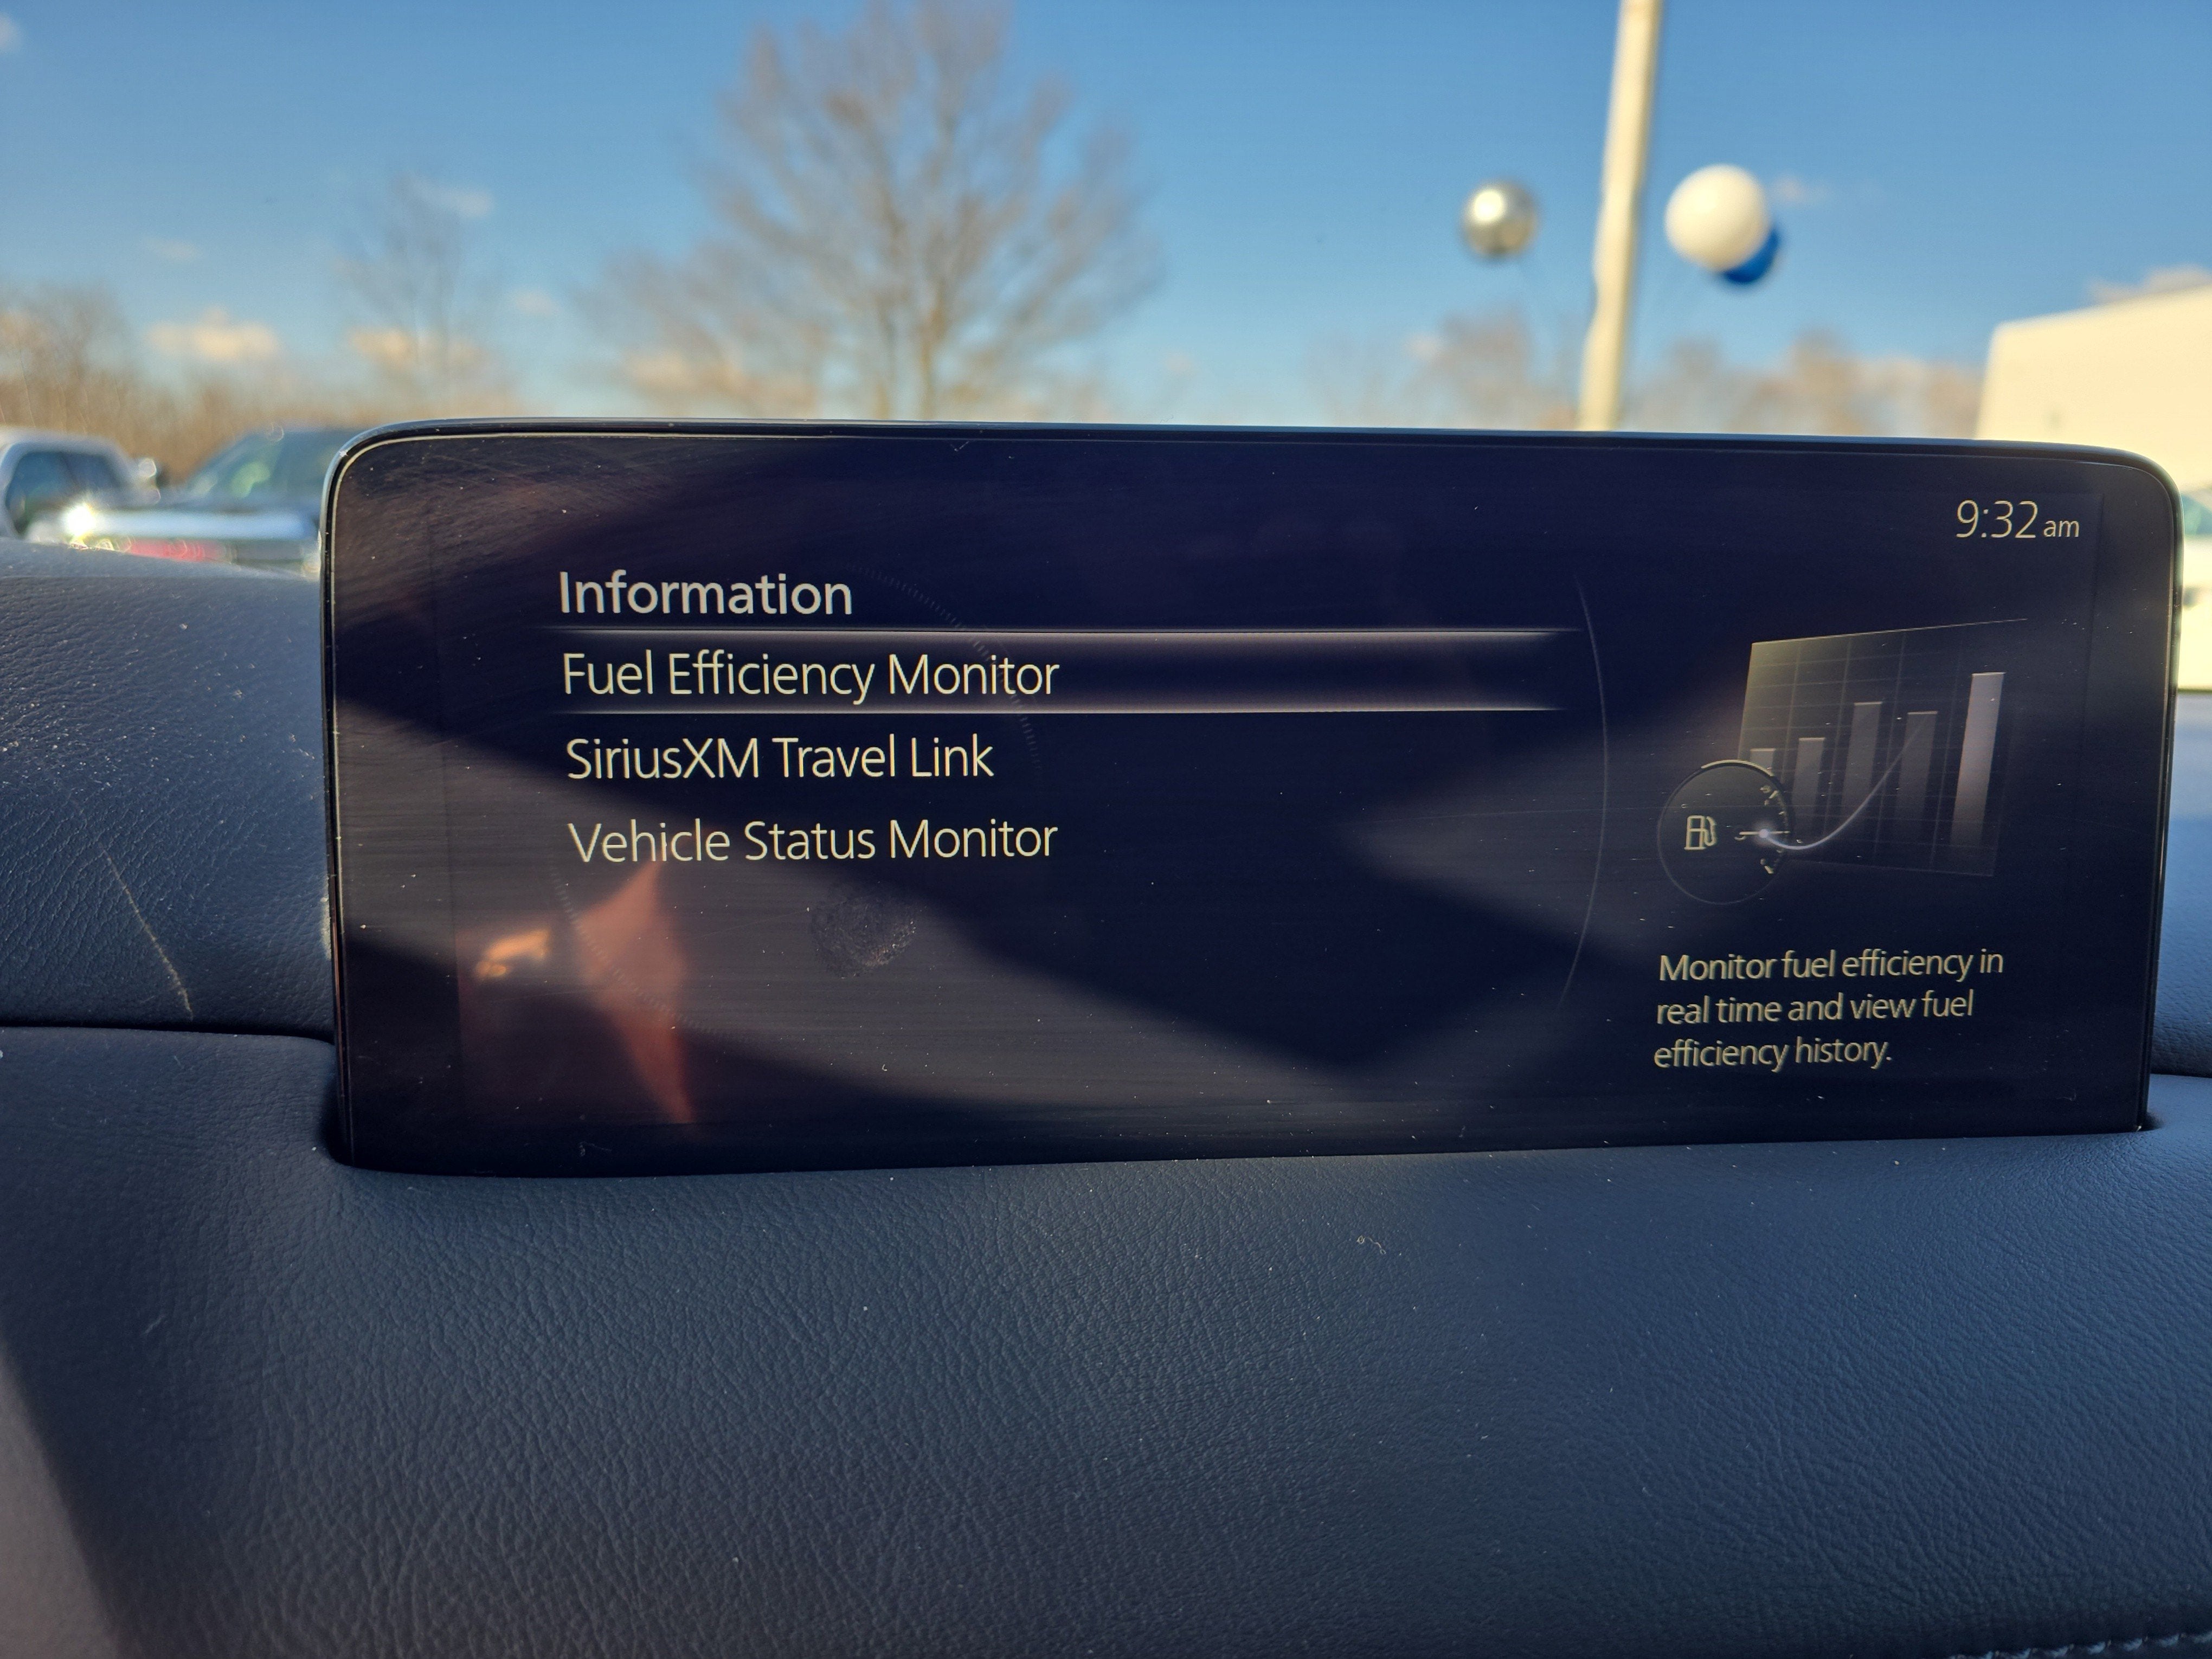 9:32 am
Information
Fuel Efficiency Monitor
SiriusXM Travel Link
Vehicle Status Monitor
Monitor fuel efficiency in
real time and view fuel
efficiency history.